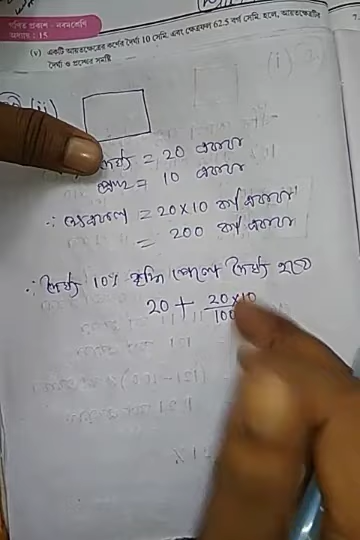 গণিত প্রকাশ - নবমশ্রেণি
অধ্যায় : 15
(v) একটি আয়তক্ষেত্রের কর্ণের দৈর্ঘ্য 10 সেমি. এবং ক্ষেত্রফল 62.5 বর্গ সেমি. হলে, আয়তক্ষেত্রটির
দৈর্ঘ্য ও প্রস্থের সমষ্টি
(ii)
দৈর্ঘ্য = 20 একক
প্রস্থ = 10 একক
∴ ক্ষেত্রফল = 20×10 বর্গ একক
= 200 বর্গ একক
∴ দৈর্ঘ্য 10% বৃদ্ধি পেলে দৈর্ঘ্য হবে
20 + 20×10
100